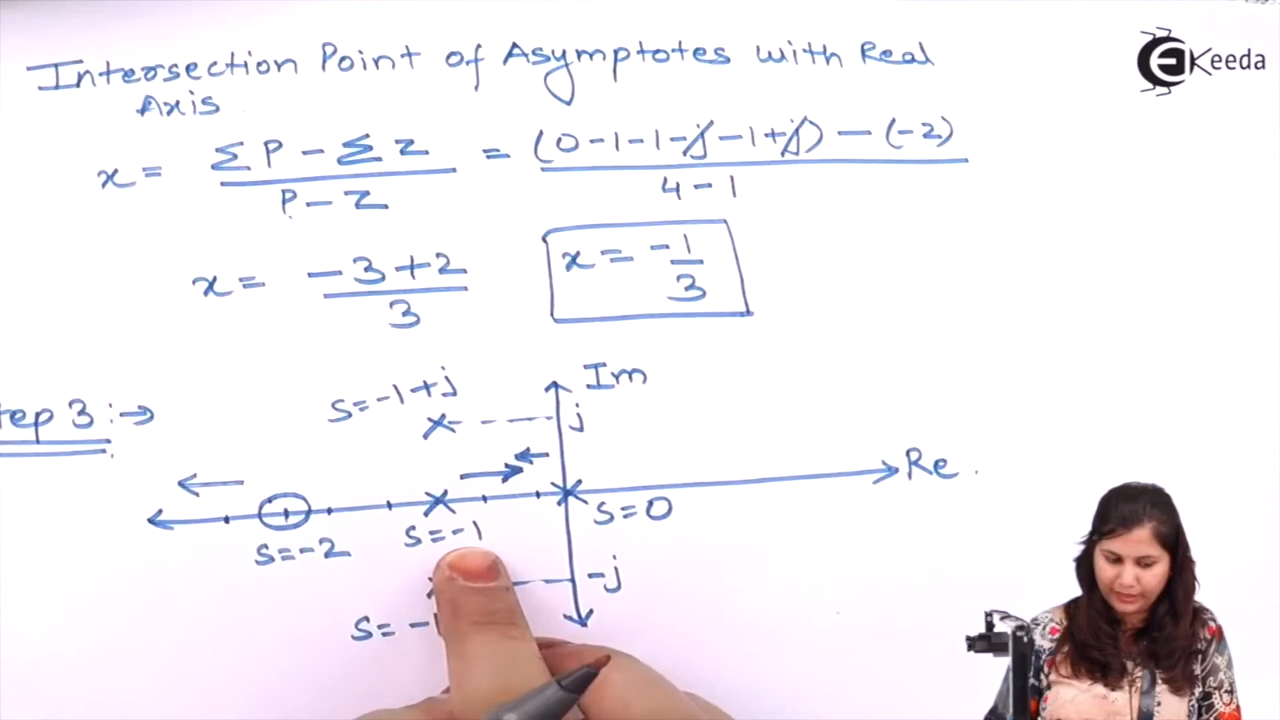 Intersection Point of Asymptotes with Real
Axis
EKeeda
x = ΣP - ΣZ / P - Z = (0-1-1-j-1+j) - (-2) / 4-1
x = -3+2 / 3
x = -1/3
Step 3:→
Im
s=-1+j
j
Re.
s=0
s=-1
s=-2
-j
s=-1